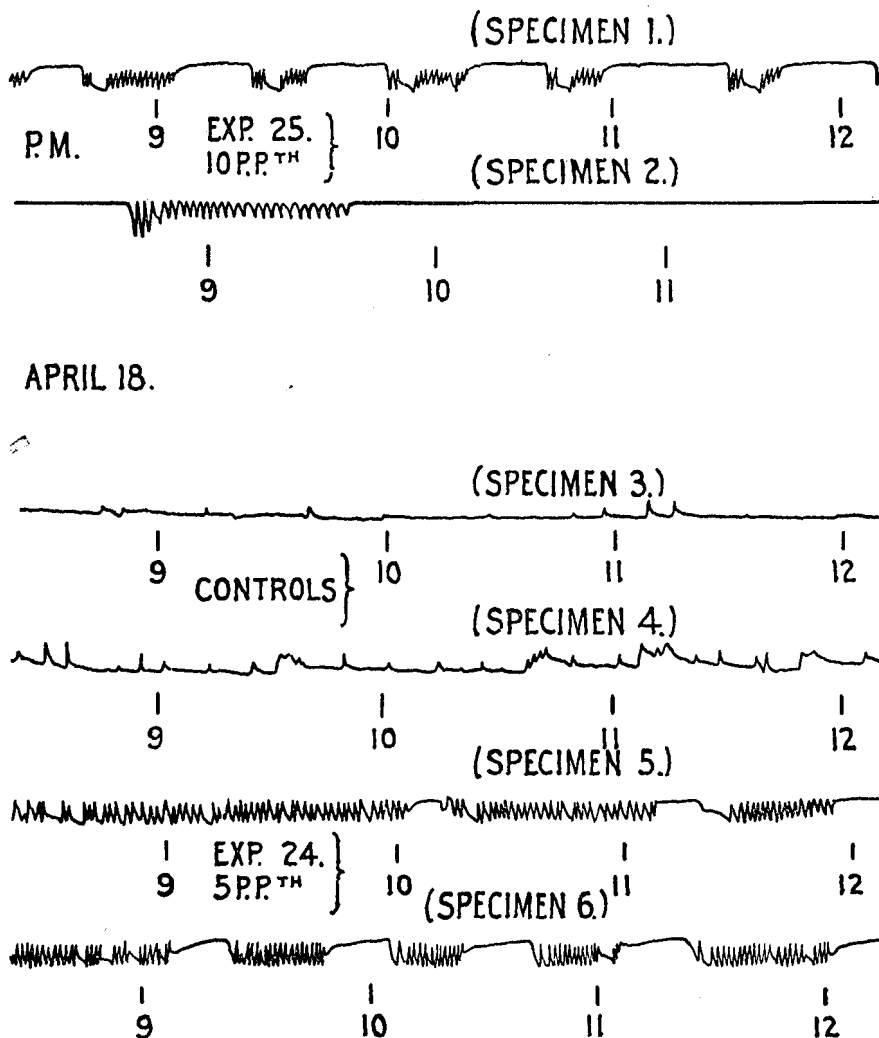 (SPECIMEN 1.)
9 10 11 12
P.M.
EXP. 25.
10P.P.TH
(SPECIMEN 2.)
9 10 11
APRIL 18.
(SPECIMEN 3.)
9 10 11 12
CONTROLS
(SPECIMEN 4.)
9 10 11 12
(SPECIMEN 5.)
9 10 11 12
EXP. 24.
5P.P.TH
(SPECIMEN 6.)
9 10 11 12